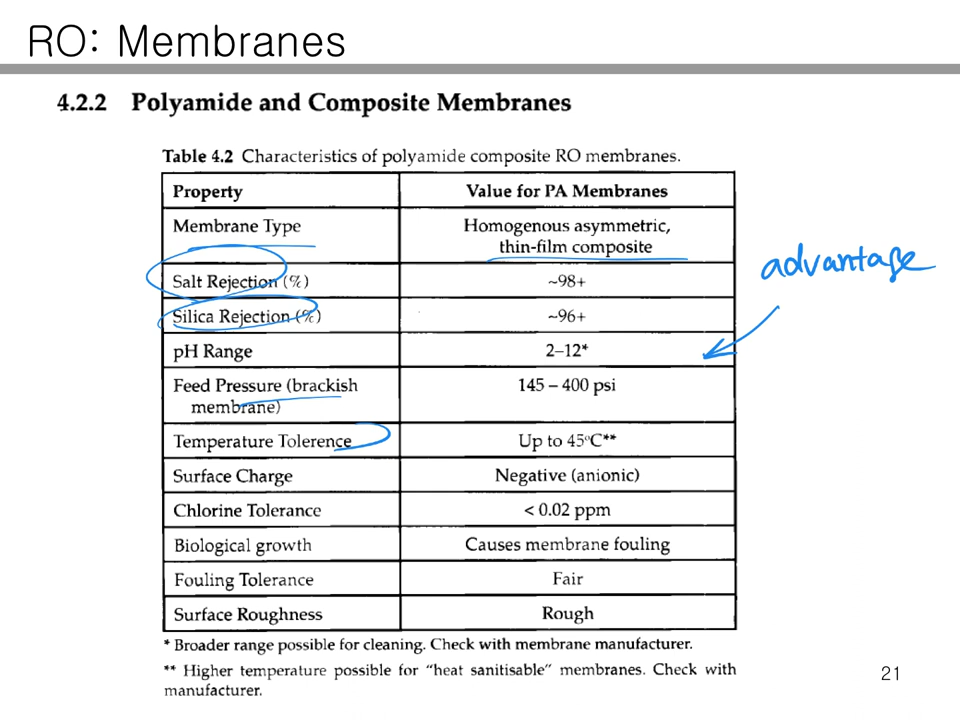 RO: Membranes
4.2.2 Polyamide and Composite Membranes
Table 4.2 Characteristics of polyamide composite RO membranes.
Property Value for PA Membranes
Membrane Type Homogenous asymmetric,
thin-film composite
Salt Rejection (%) ~98+
Silica Rejection (%) ~96+
pH Range 2–12*
Feed Pressure (brackish 145 – 400 psi
membrane)
Temperature Tolerence Up to 45°C**
Surface Charge Negative (anionic)
Chlorine Tolerance < 0.02 ppm
Biological growth Causes membrane fouling
Fouling Tolerance Fair
Surface Roughness Rough
advantage
* Broader range possible for cleaning. Check with membrane manufacturer.
** Higher temperature possible for "heat sanitisable" membranes. Check with
manufacturer.
21